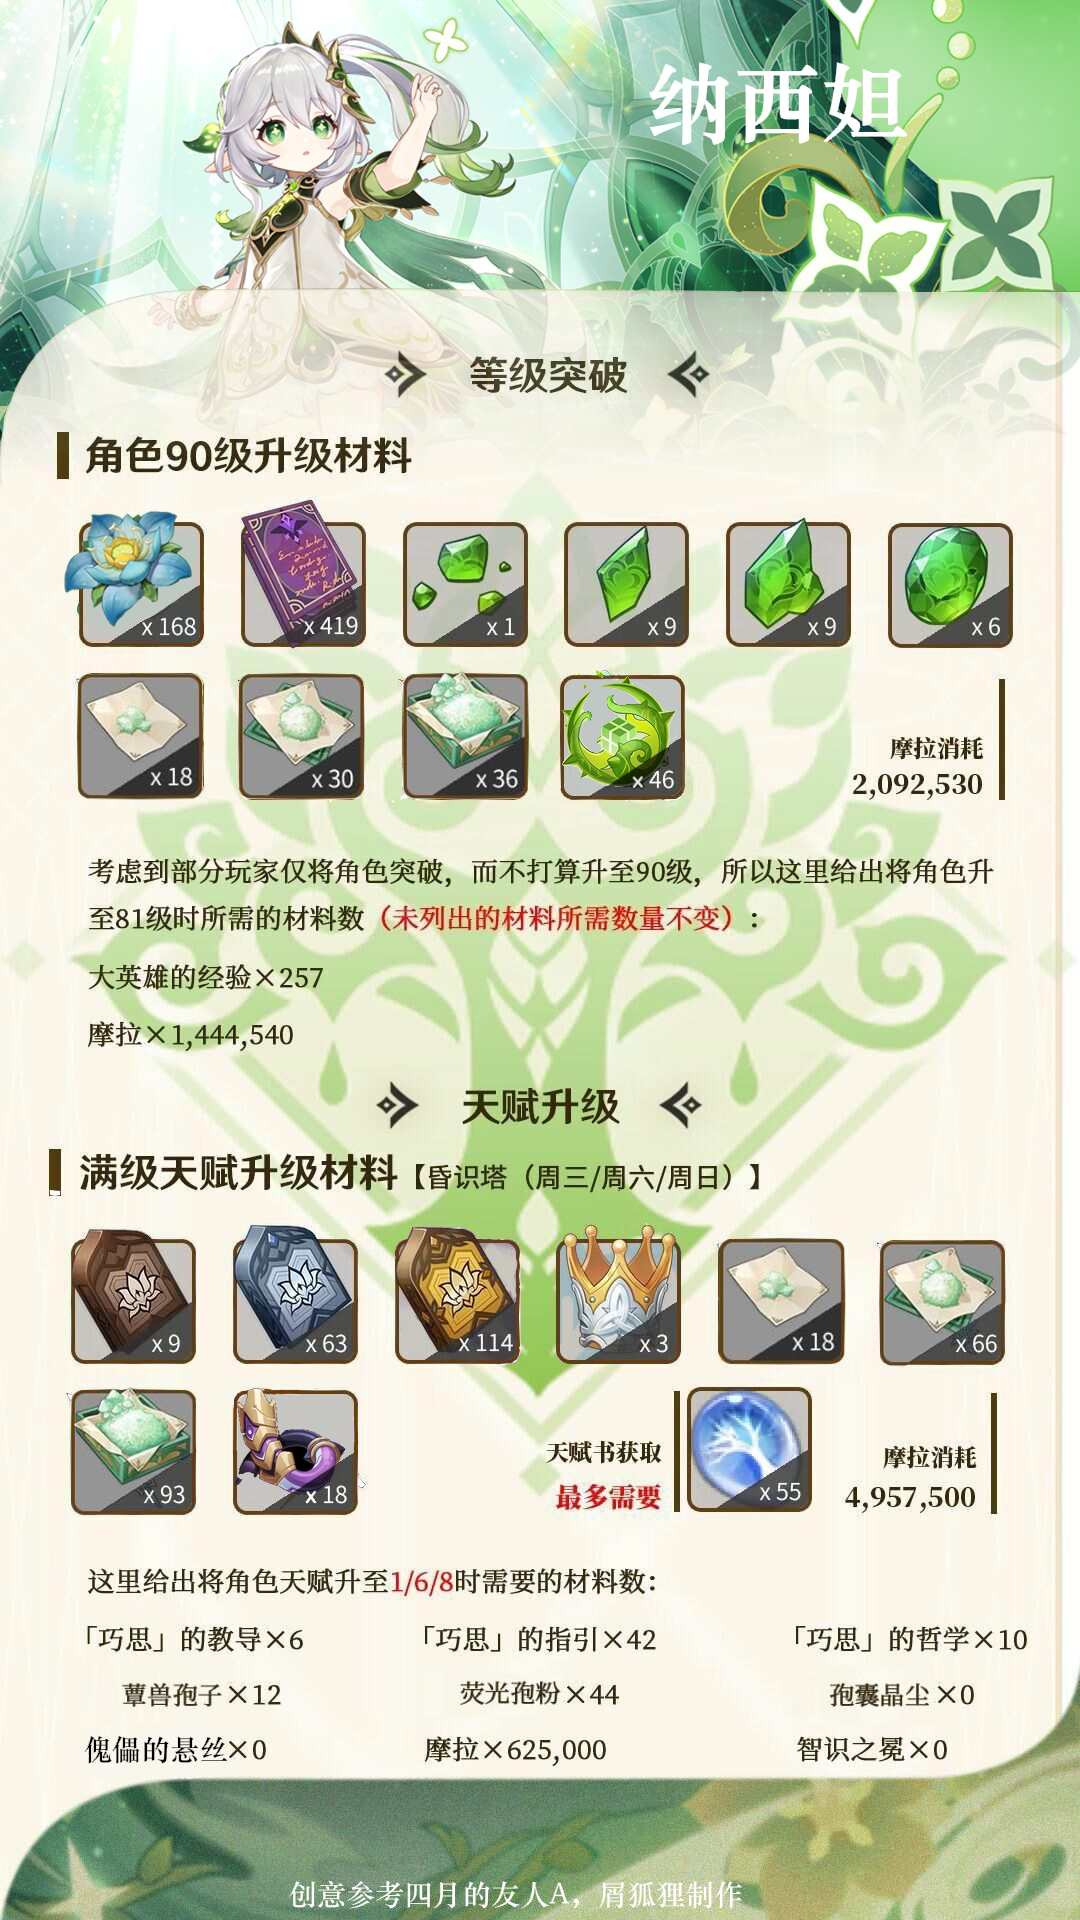 纳西妲
等级突破
角色90级升级材料
x 168
x 419
x 1
x 9
x 9
x 6
x 18
x 30
x 36
x 46
摩拉消耗
2,092,530
考虑到部分玩家仅将角色突破，而不打算升至90级，所以这里给出将角色升
至81级时所需的材料数（未列出的材料所需数量不变）：
大英雄的经验×257
摩拉×1,444,540
天赋升级
满级天赋升级材料【昏识塔（周三/周六/周日）】
x 9
x 63
x 114
x 3
x 18
x 66
x 93
x 18
天赋书获取
最多需要
x 55
摩拉消耗
4,957,500
这里给出将角色天赋升至1/6/8时需要的材料数：
「巧思」的教导×6 「巧思」的指引×42 「巧思」的哲学×10
蕈兽孢子×12 荧光孢粉×44 孢囊晶尘×0
傀儡的悬丝×0 摩拉×625,000 智识之冕×0
创意参考四月的友人A，屑狐狸制作